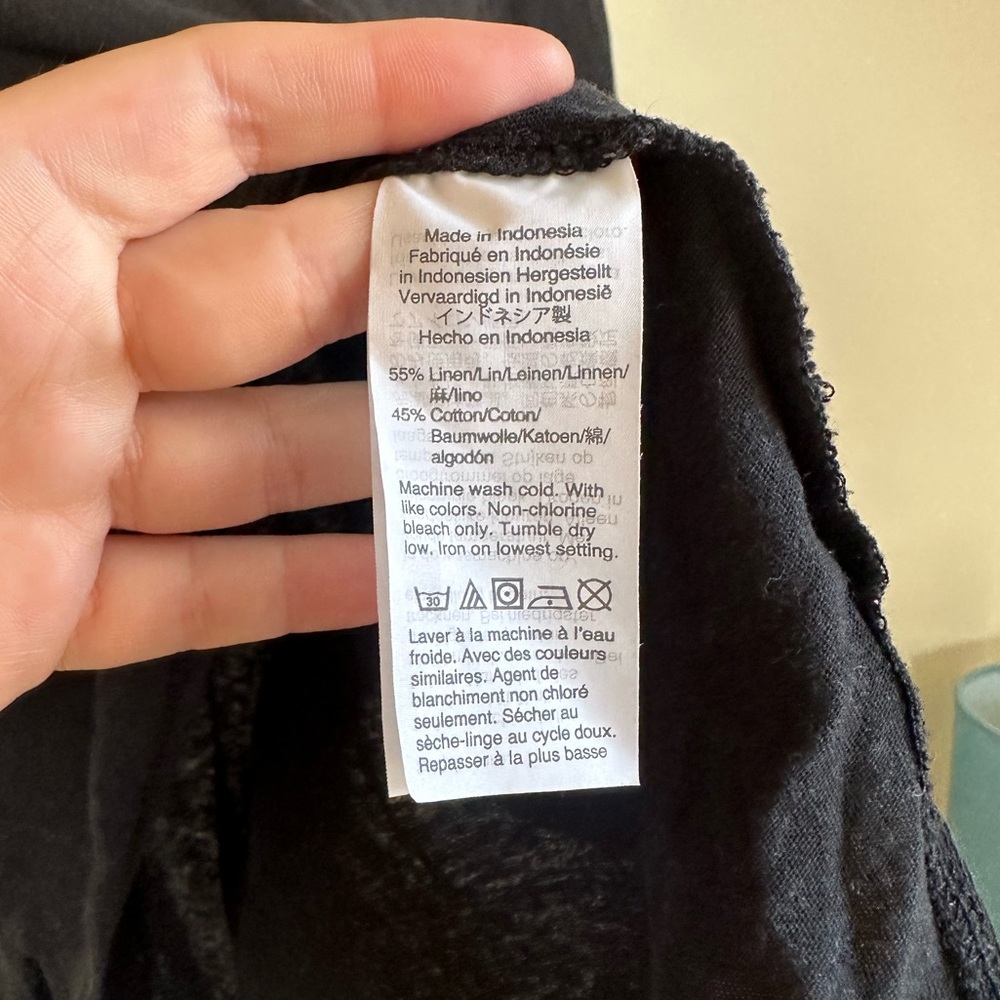 Made in Indonesia
Fabriqué en Indonésie
in Indonesien Hergestellt
Vervaardigd in Indonesië
インドネシア製
Hecho en Indonesia
55% Linen/Lin/Leinen/Linnen/
麻/lino
45% Cotton/Coton/
Baumwolle/Katoen/綿/
algodón
Machine wash cold. With
like colors. Non-chlorine
bleach only. Tumble dry
low. Iron on lowest setting.
30
Laver à la machine à l'eau
froide. Avec des couleurs
similaires. Agent de
blanchiment non chloré
seulement. Sécher au
sèche-linge au cycle doux.
Repasser à la plus basse